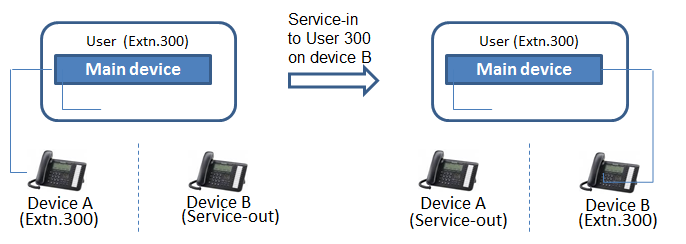 User (Extn.300)
Main device
Device A
(Extn.300)
Device B
(Service-out)
Service-in
to User 300
on device B
User (Extn.300)
Main device
Device A
(Service-out)
Device B
(Extn.300)